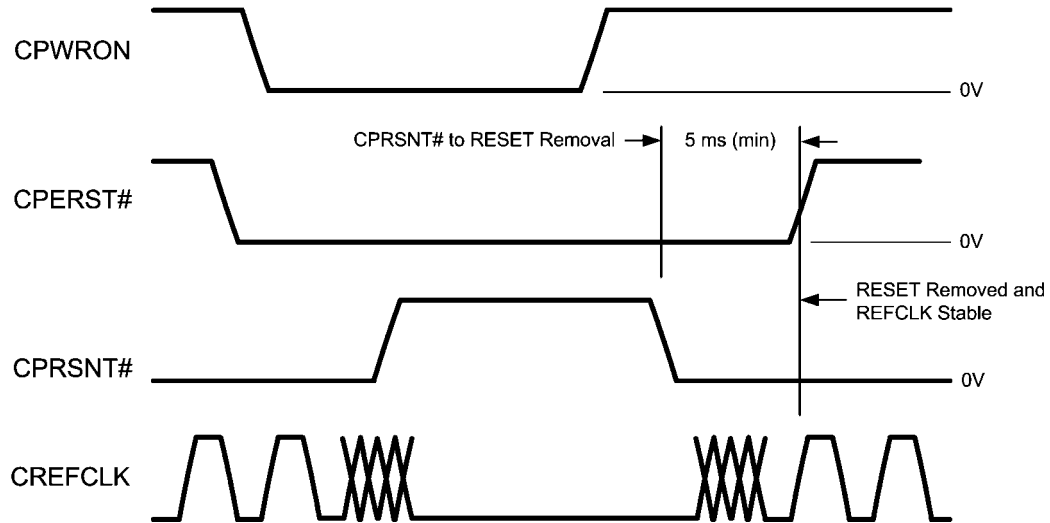 CPWRON
0V
CPRSNT# to RESET Removal
5 ms (min)
CPERST#
0V
RESET Removed and
REFCLK Stable
CPRSNT#
0V
CREFCLK